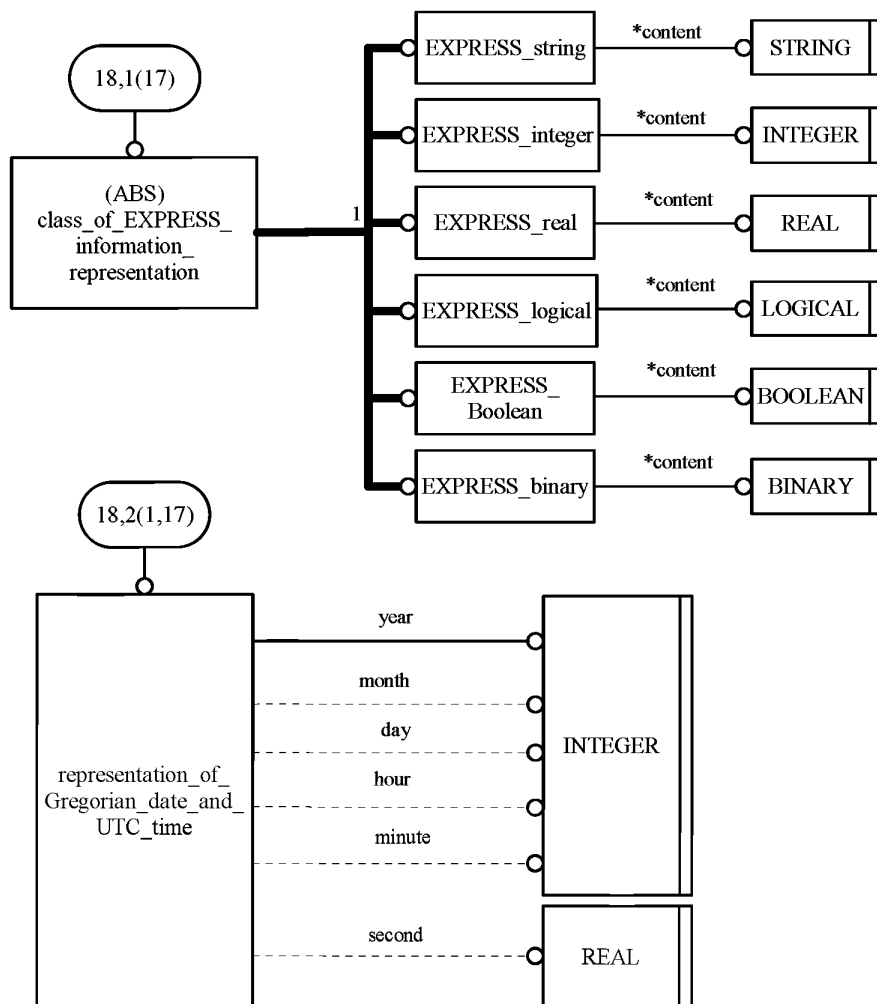 18,1(17)
(ABS)
class_of_EXPRESS_
information_
representation
1
EXPRESS_string
*content
STRING
EXPRESS_integer
*content
INTEGER
EXPRESS_real
*content
REAL
EXPRESS_logical
*content
LOGICAL
EXPRESS_
Boolean
*content
BOOLEAN
EXPRESS_binary
*content
BINARY
18,2(1,17)
representation_of_
Gregorian_date_and_
UTC_time
year
month
day
hour
minute
INTEGER
second
REAL